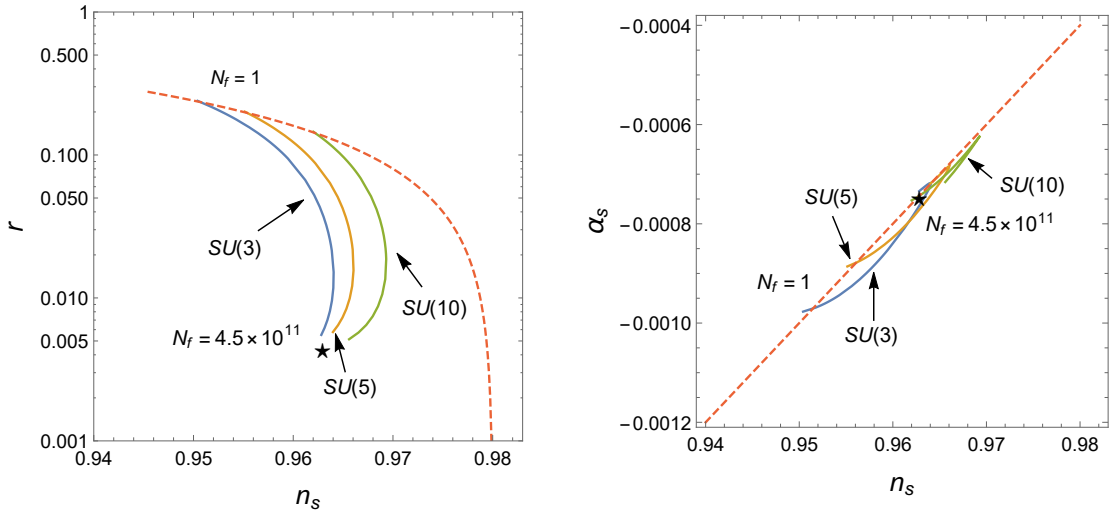 1
0.500
0.100
0.050
0.010
0.005
0.001
r
N_f = 1
SU(3)
SU(10)
N_f = 4.5×10^11
SU(5)
0.94 0.95 0.96 0.97 0.98
n_s
−0.0004
−0.0006
−0.0008
−0.0010
−0.0012
α_s
SU(10)
SU(5)
N_f = 4.5×10^11
N_f = 1
SU(3)
0.94 0.95 0.96 0.97 0.98
n_s